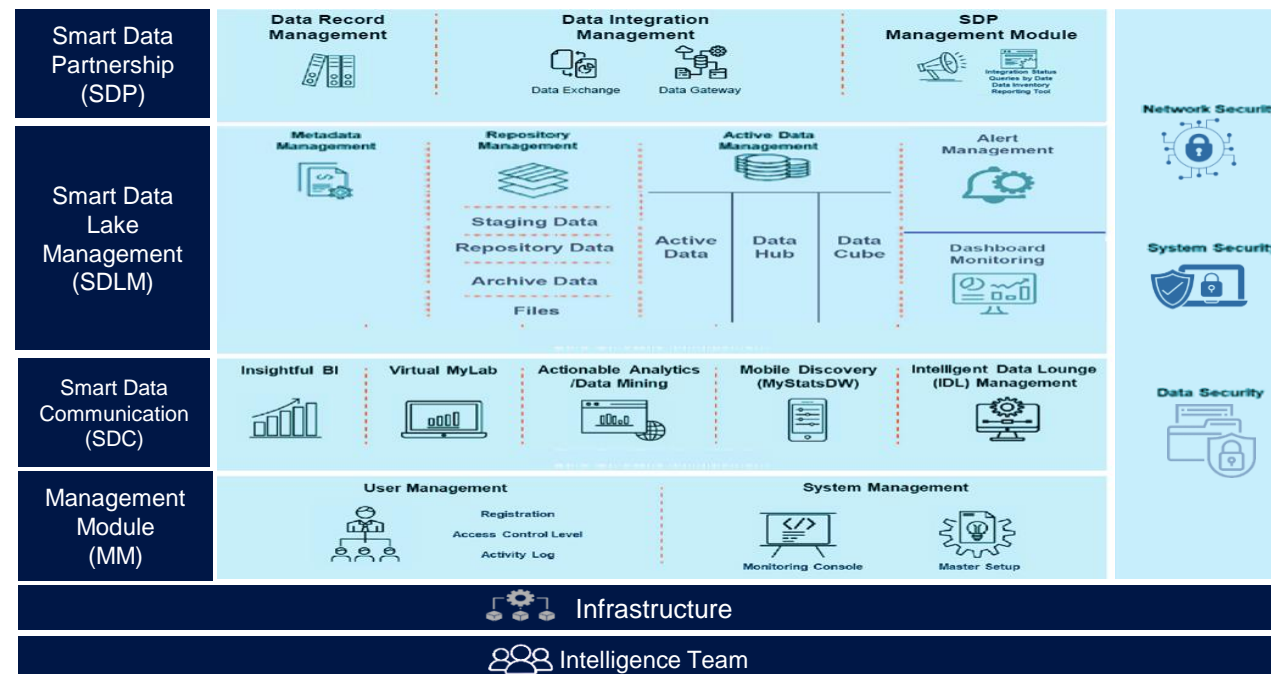 Smart Data
Partnership
(SDP)
Data Record
Management
Data Integration
Management
Data Exchange
Data Gateway
SDP
Management Module
Integration Status
Queries by Date
Data Inventory
Reporting Tool
Smart Data
Lake
Management
(SDLM)
Metadata
Management
Repository
Management
Staging Data
Repository Data
Archive Data
Files
Active Data
Management
Active
Data
Data
Hub
Data
Cube
Alert
Management
Dashboard
Monitoring
Smart Data
Communication
(SDC)
Insightful BI
Virtual MyLab
Actionable Analytics
/Data Mining
Mobile Discovery
(MyStatsDW)
Intelligent Data Lounge
(IDL) Management
Management
Module
(MM)
User Management
Registration
Access Control Level
Activity Log
System Management
Monitoring Console
Master Setup
Network Securit
System Security
Data Security
Infrastructure
Intelligence Team